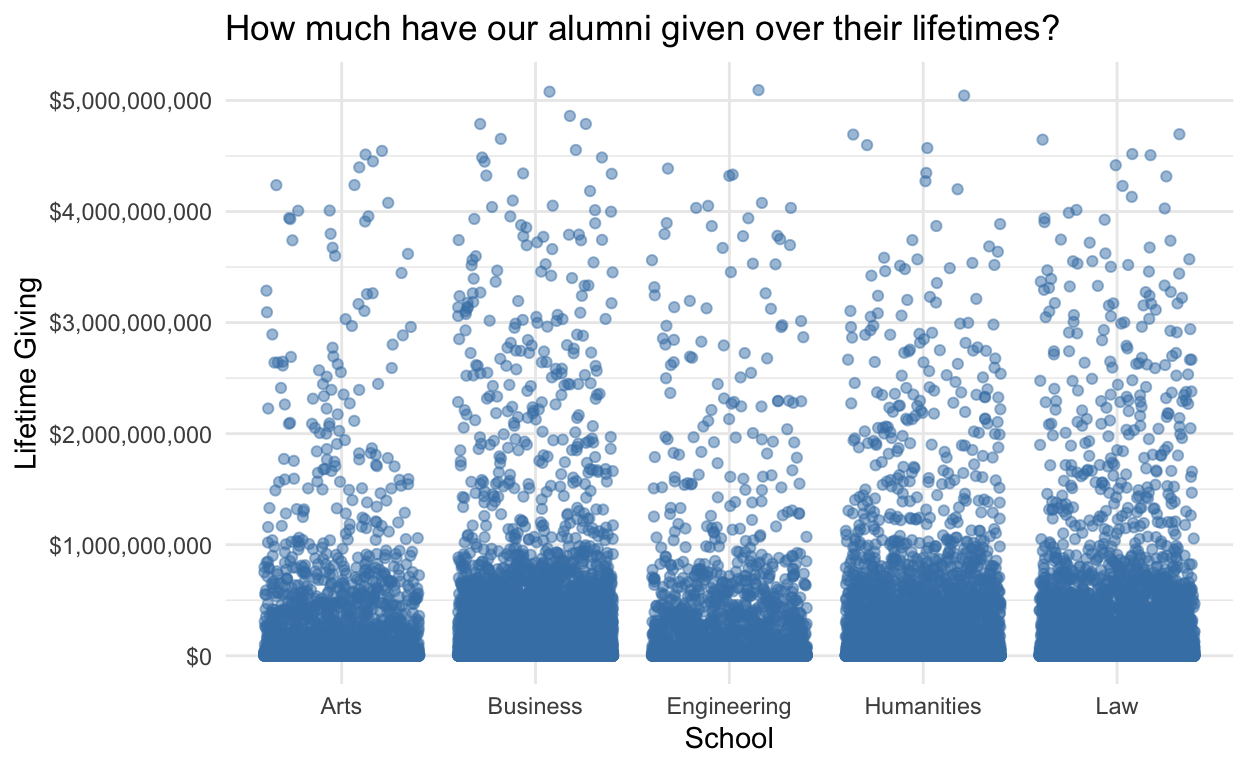 How much have our alumni given over their lifetimes?
Lifetime Giving
$5,000,000,000
$4,000,000,000
$3,000,000,000
$2,000,000,000
$1,000,000,000
$0
Arts Business Engineering Humanities Law
School